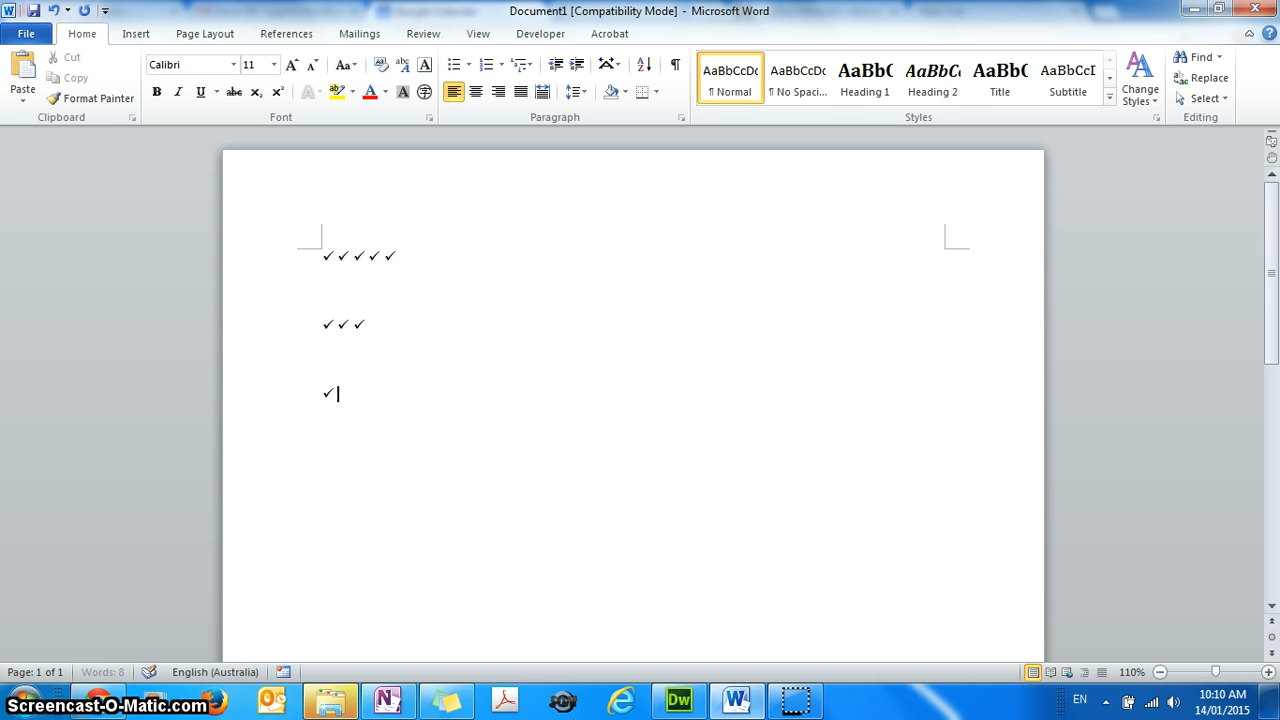 Document1 [Compatibility Mode] - Microsoft Word
File Home Insert Page Layout References Mailings Review View Developer Acrobat
Paste
Cut
Copy
Format Painter
Calibri 11
AaBbCcDc AaBbCcDc AaBbC AaBbCc AaBbC AaBbCcI
¶ Normal ¶ No Spaci... Heading 1 Heading 2 Title Subtitle
Change Styles
Find
Replace
Select
Clipboard Font Paragraph Styles Editing
✓✓✓✓✓
✓✓✓
✓
Page: 1 of 1 Words: 8 English (Australia) 110%
EN 10:10 AM
14/01/2015
Screencast-O-Matic.com